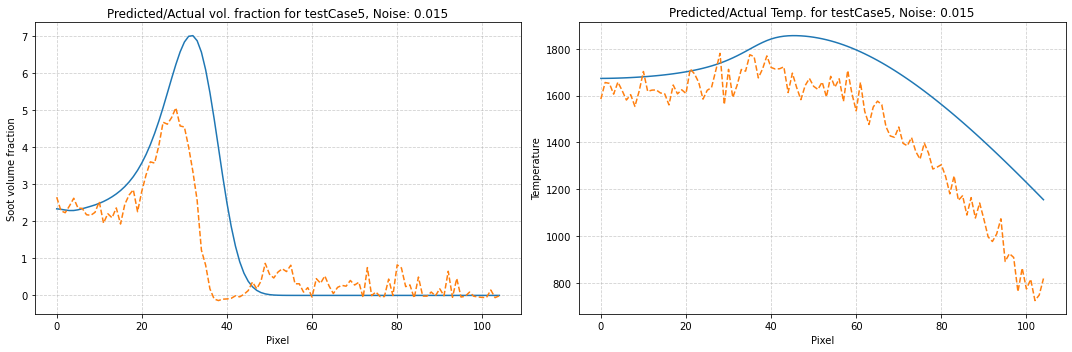 Predicted/Actual vol. fraction for testCase5, Noise: 0.015
Soot volume fraction
7
6
5
4
3
2
1
0
0 20 40 60 80 100
Pixel
Predicted/Actual Temp. for testCase5, Noise: 0.015
Temperature
1800
1600
1400
1200
1000
800
0 20 40 60 80 100
Pixel